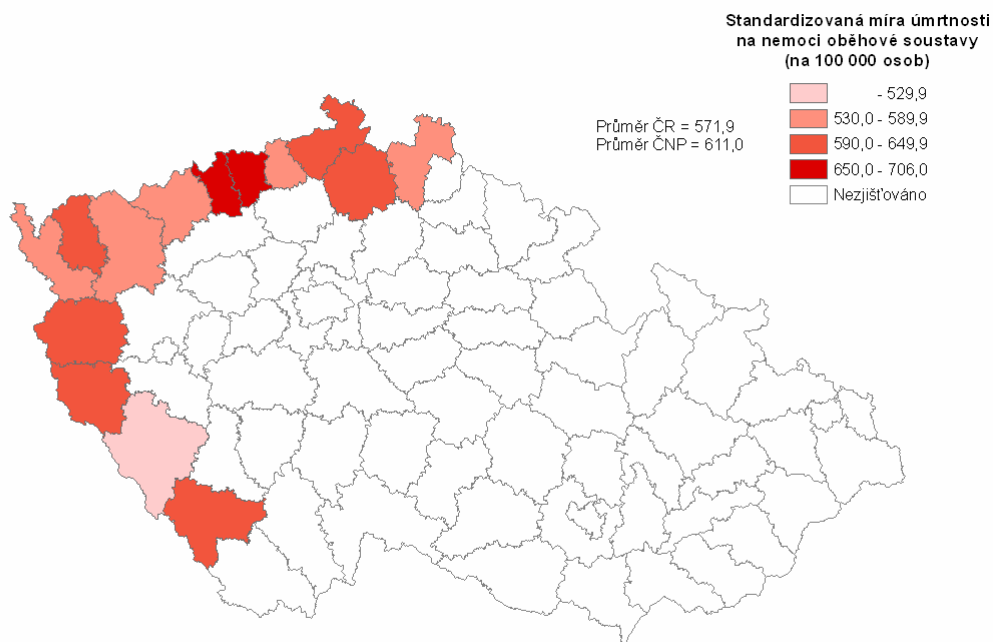 Standardizovaná míra úmrtnosti
na nemoci oběhové soustavy
(na 100 000 osob)
- 529,9
530,0 - 589,9
590,0 - 649,9
650,0 - 706,0
Nezjišťováno
Průměr ČR = 571,9
Průměr ČNP = 611,0